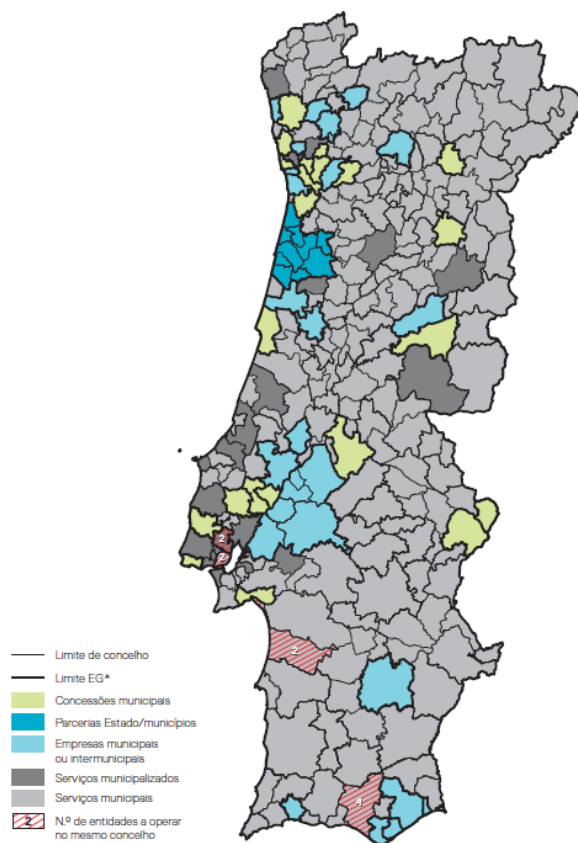 2
2
2
4
Limite de concelho
Limite EG*
Concessões municipais
Parcerias Estado/municípios
Empresas municipais
ou intermunicipais
Serviços municipalizados
Serviços municipais
2
N.º de entidades a operar
no mesmo concelho